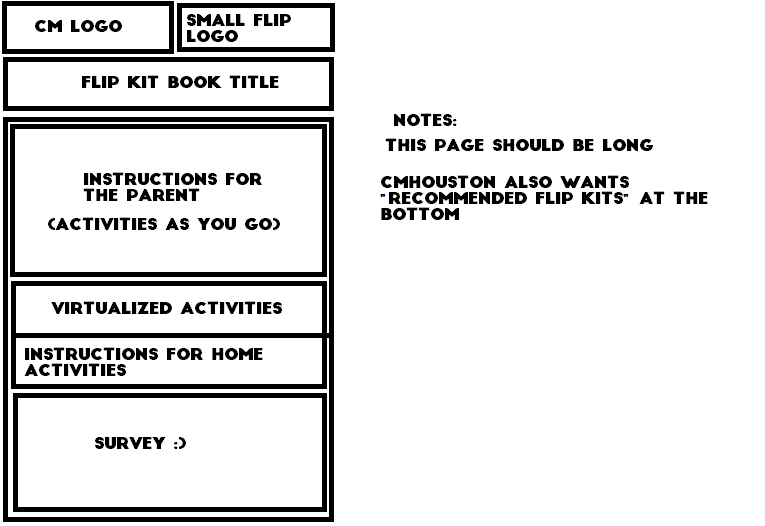 CM LOGO
SMALL FLIP
LOGO
FLIP KIT BOOK TITLE
INSTRUCTIONS FOR
THE PARENT
(ACTIVITIES AS YOU GO)
VIRTUALIZED ACTIVITIES
INSTRUCTIONS FOR HOME
ACTIVITIES
SURVEY :)
NOTES:
THIS PAGE SHOULD BE LONG
CMHOUSTON ALSO WANTS
"RECOMMENDED FLIP KITS" AT THE
BOTTOM